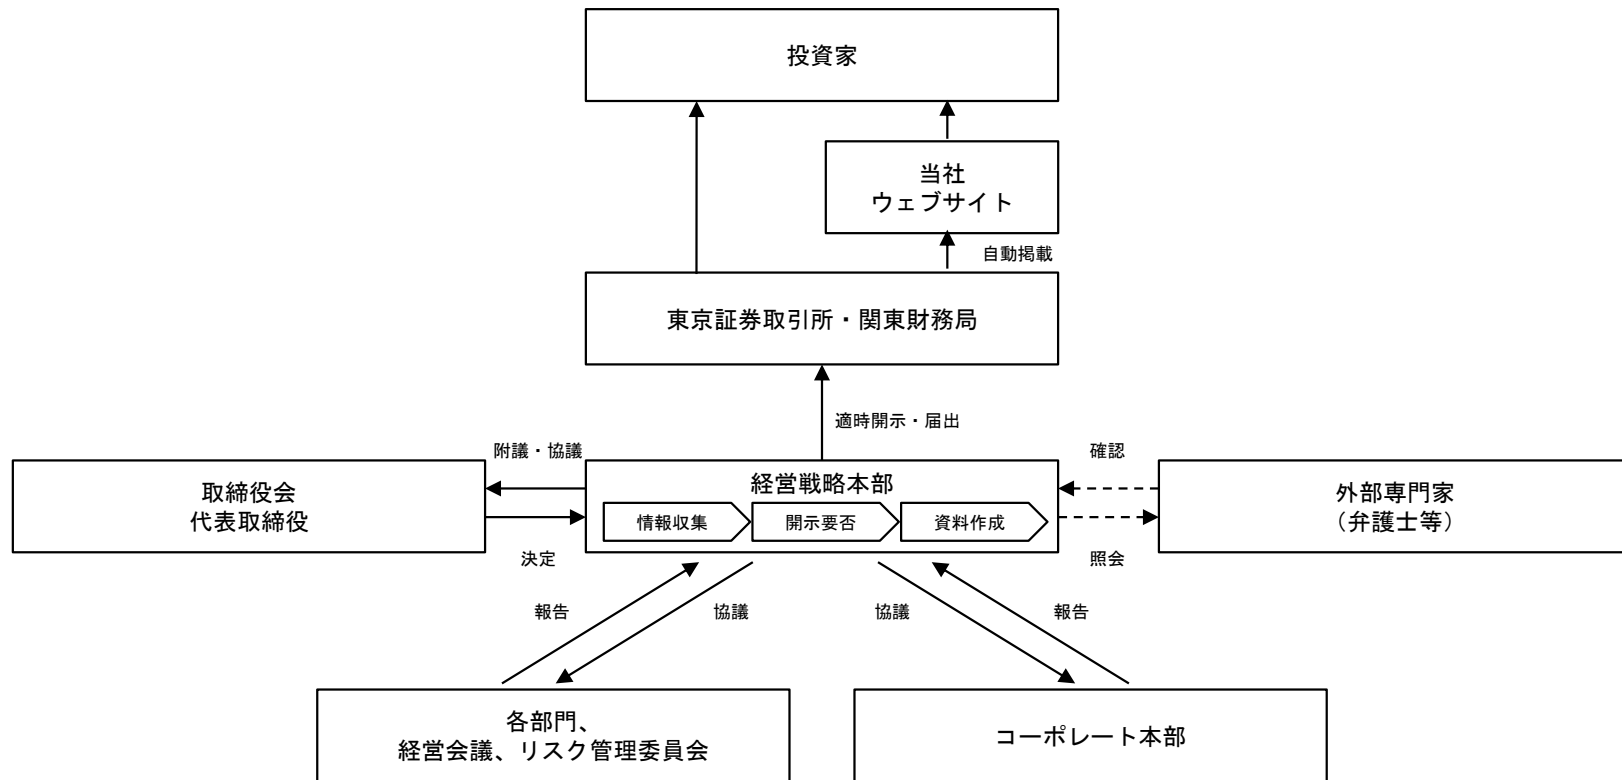 投資家
当社
ウェブサイト
自動掲載
東京証券取引所・関東財務局
適時開示・届出
附議・協議
確認
取締役会
代表取締役
経営戦略本部
情報収集
開示要否
資料作成
外部専門家
（弁護士等）
決定
照会
報告
協議
協議
報告
各部門、
経営会議、リスク管理委員会
コーポレート本部